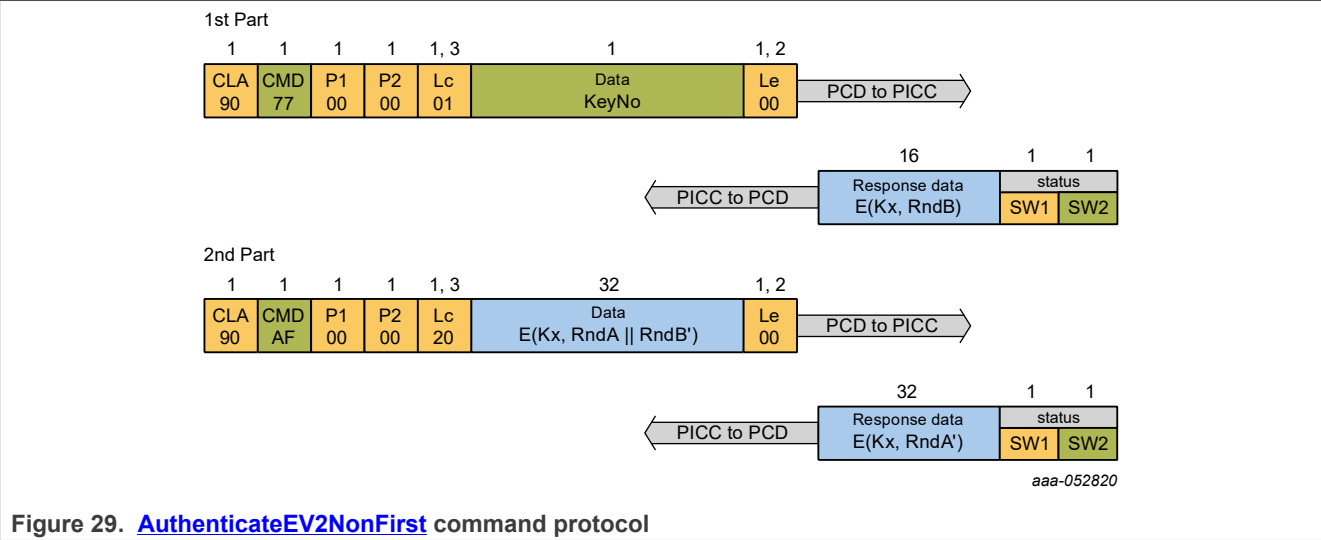 1st Part
1 1 1 1 1, 3 1 1, 2
CLA CMD P1 P2 Lc Data Le
90 77 00 00 01 KeyNo 00
PCD to PICC
16 1 1
PICC to PCD
Response data status
E(Kx, RndB) SW1 SW2
2nd Part
1 1 1 1 1, 3 32 1, 2
CLA CMD P1 P2 Lc Data Le
90 AF 00 00 20 E(Kx, RndA || RndB') 00
PCD to PICC
32 1 1
PICC to PCD
Response data status
E(Kx, RndA') SW1 SW2
aaa-052820
Figure 29. AuthenticateEV2NonFirst command protocol